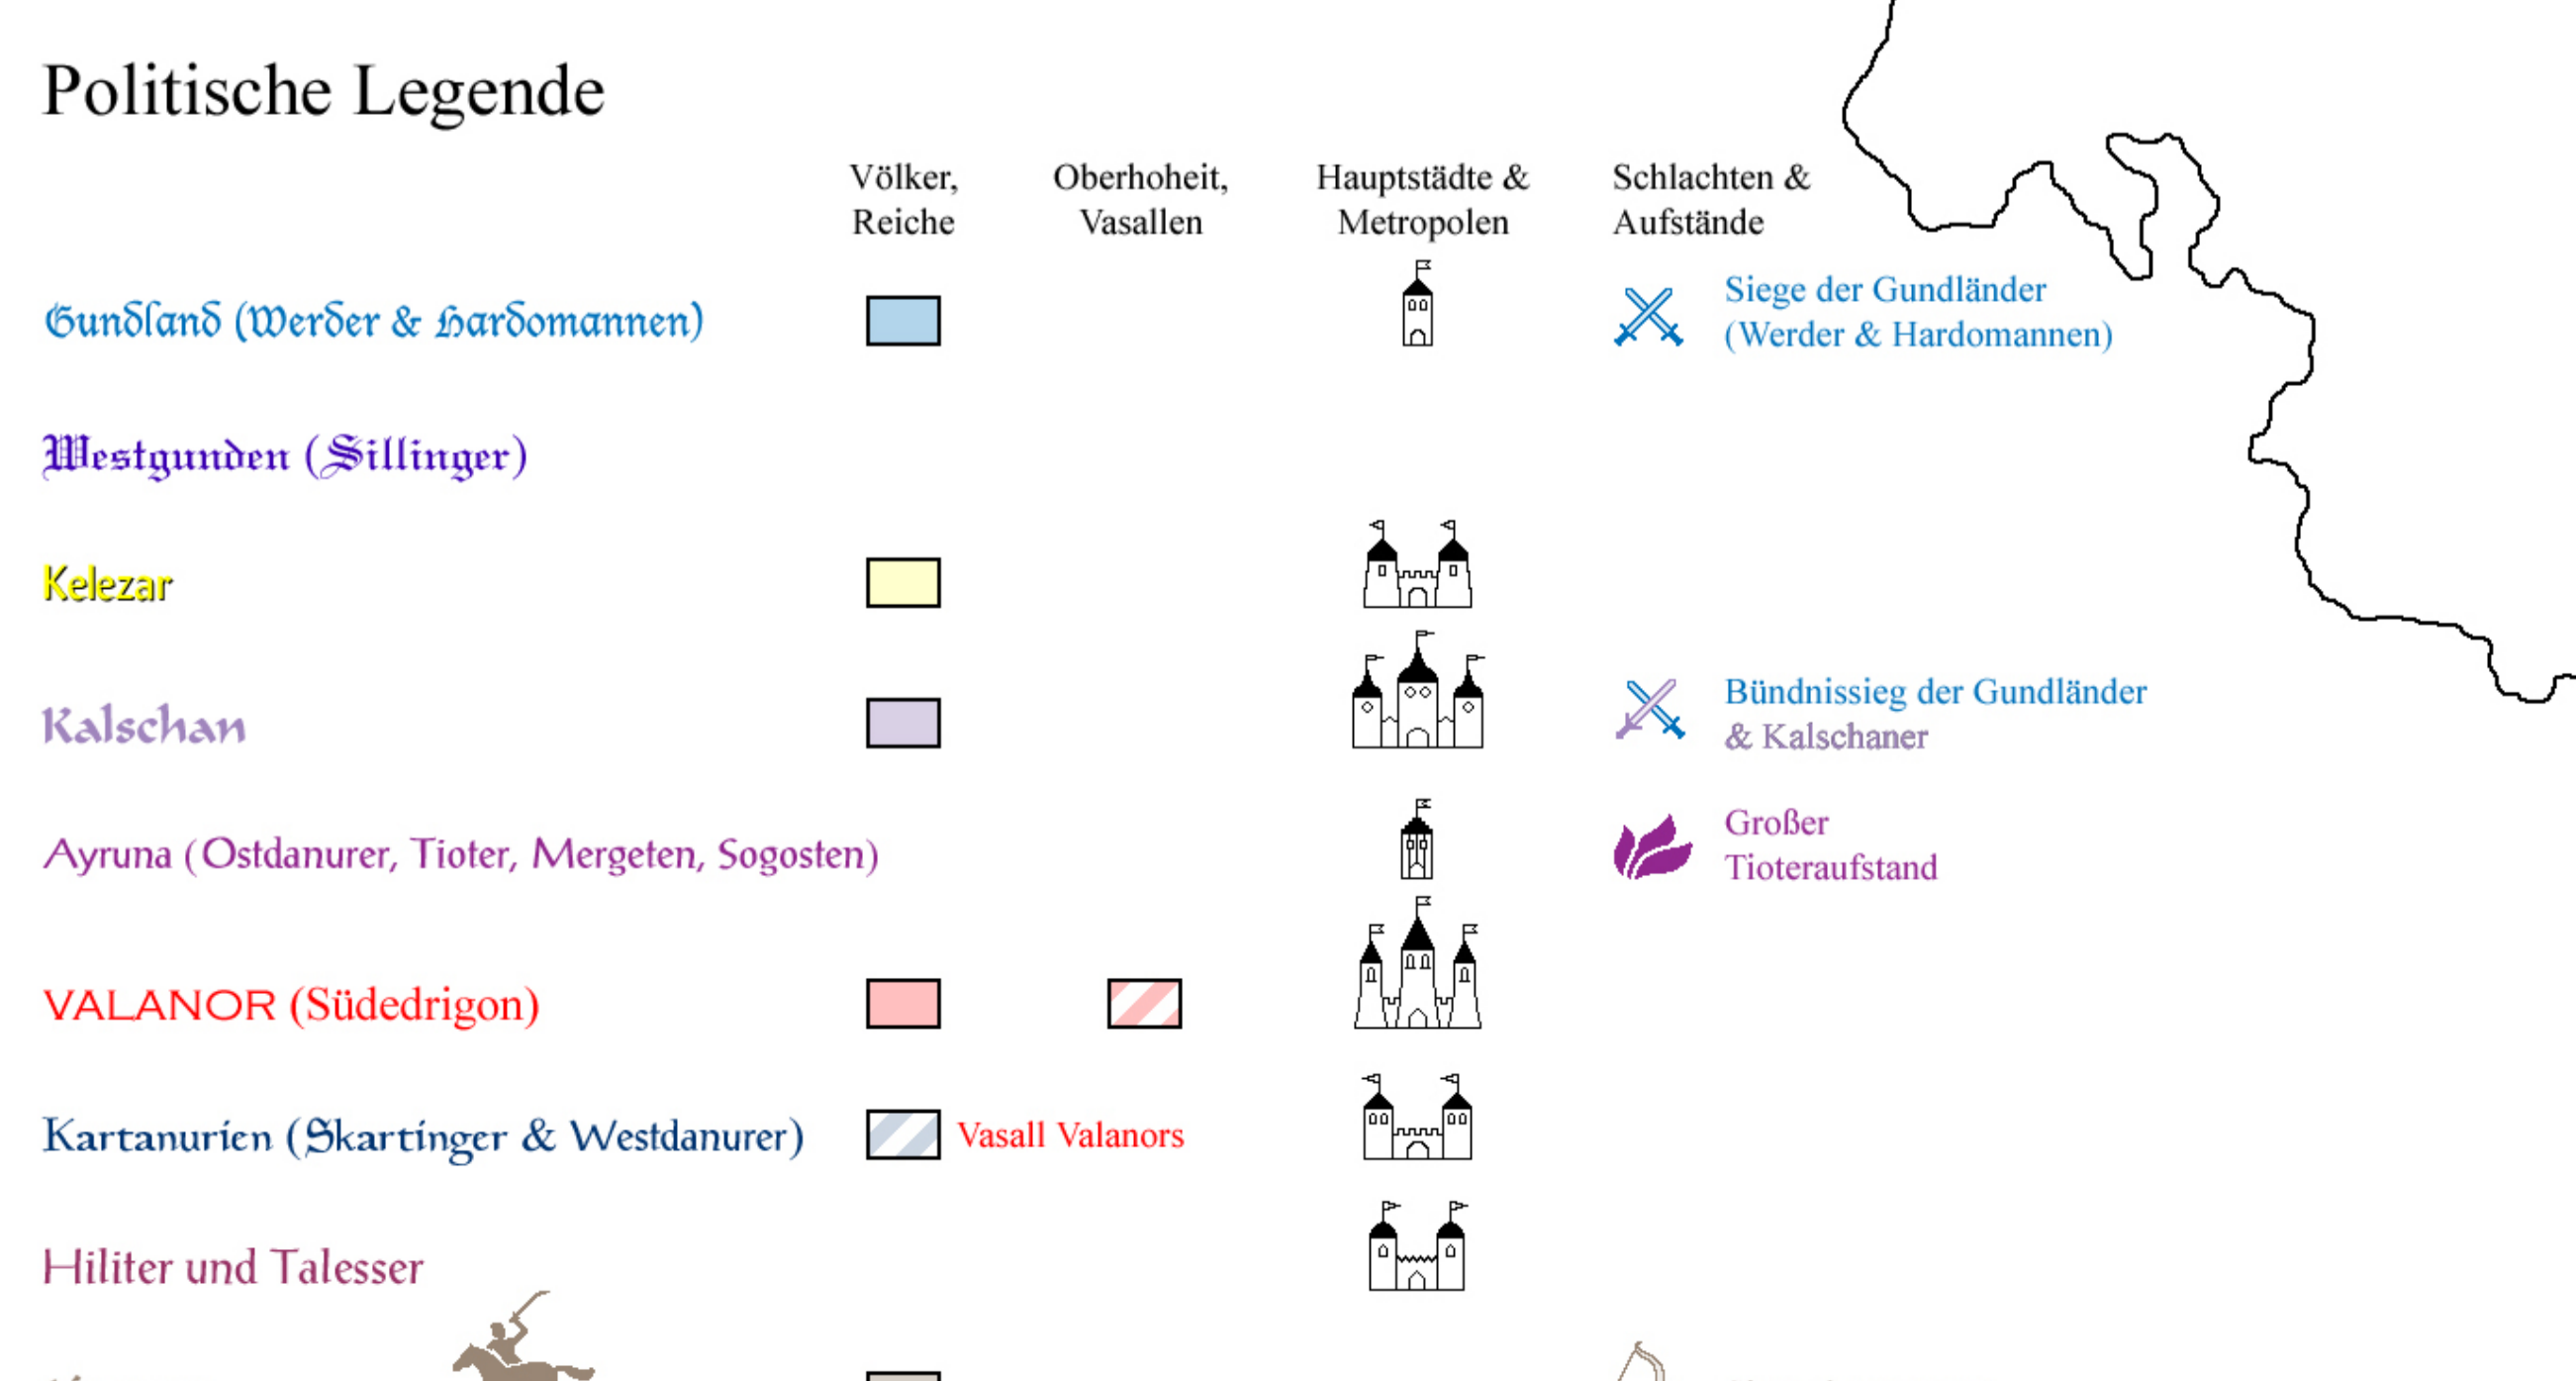 Politische Legende
Völker,
Reiche
Oberhoheit,
Vasallen
Hauptstädte &
Metropolen
Schlachten &
Aufstände
Gundland (Werder & Hardomannen)
Siege der Gundländer
(Werder & Hardomannen)
Westgunden (Sillinger)
Kelezar
Kalschan
Bündnissieg der Gundländer
& Kalschaner
Ayruna (Ostdanurer, Tioter, Mergeten, Sogosten)
Großer
Tioteraufstand
VALANOR (Südedrigon)
Kartanurien (Skartinger & Westdanurer)
Vasall Valanors
Hiliter und Talesser